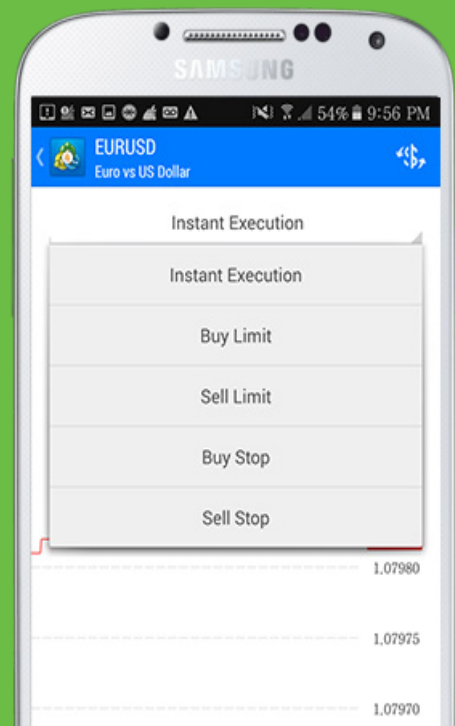 SAMSUNG
54% 9:56 PM
EURUSD
Euro vs US Dollar
Instant Execution
Instant Execution
Buy Limit
Sell Limit
Buy Stop
Sell Stop
1.07980
1.07975
1.07970